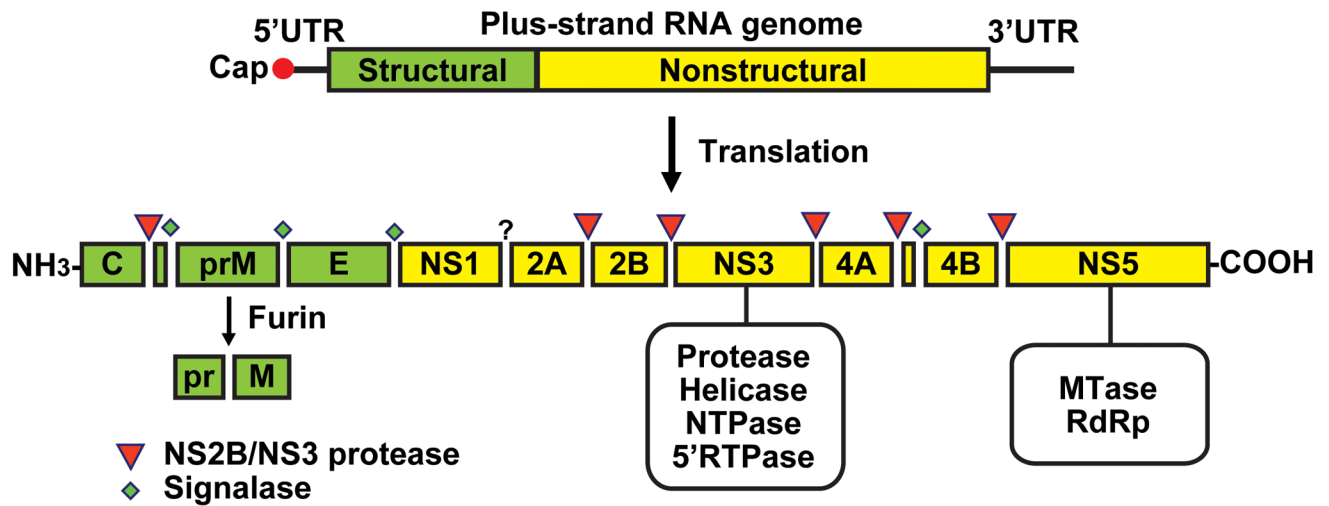 Plus-strand RNA genome
5’UTR
3’UTR
Cap
Structural
Nonstructural
Translation
?
NH3-
C
prM
E
NS1
2A
2B
NS3
4A
4B
NS5
-COOH
Furin
pr
M
Protease
Helicase
NTPase
5’RTPase
MTase
RdRp
NS2B/NS3 protease
Signalase